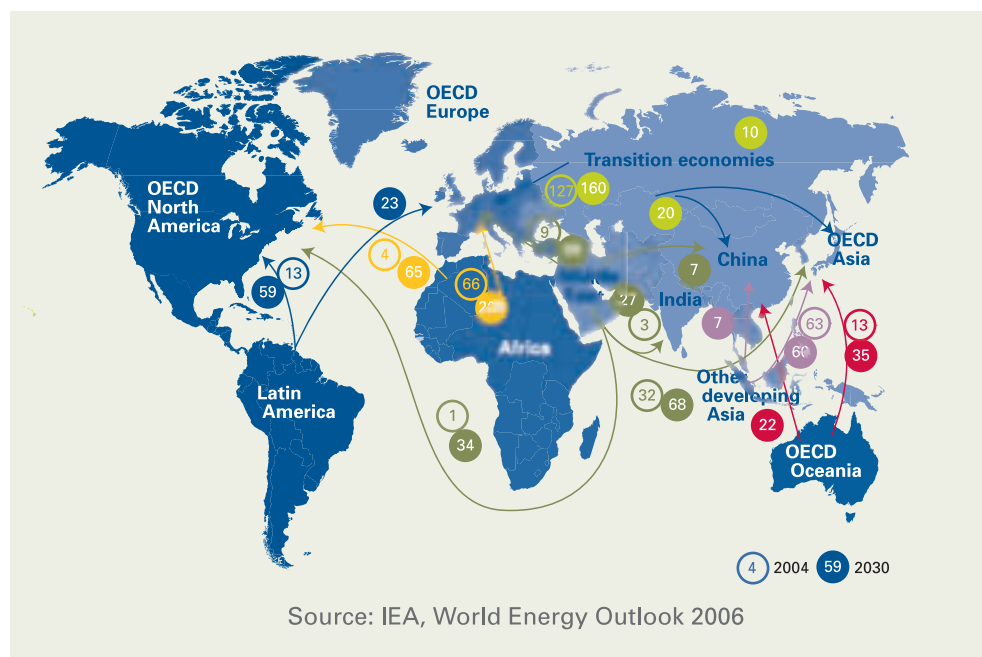 OECD
Europe
10
Transition economies
127
160
OECD
North
America
23
20
9
OECD
Asia
China
4
65
66
7
13
59
27
India
3
7
63
13
60
35
Africa
Other
developing
Asia
Latin
America
32
68
1
34
22
OECD
Oceania
4
2004
59
2030
Source: IEA, World Energy Outlook 2006